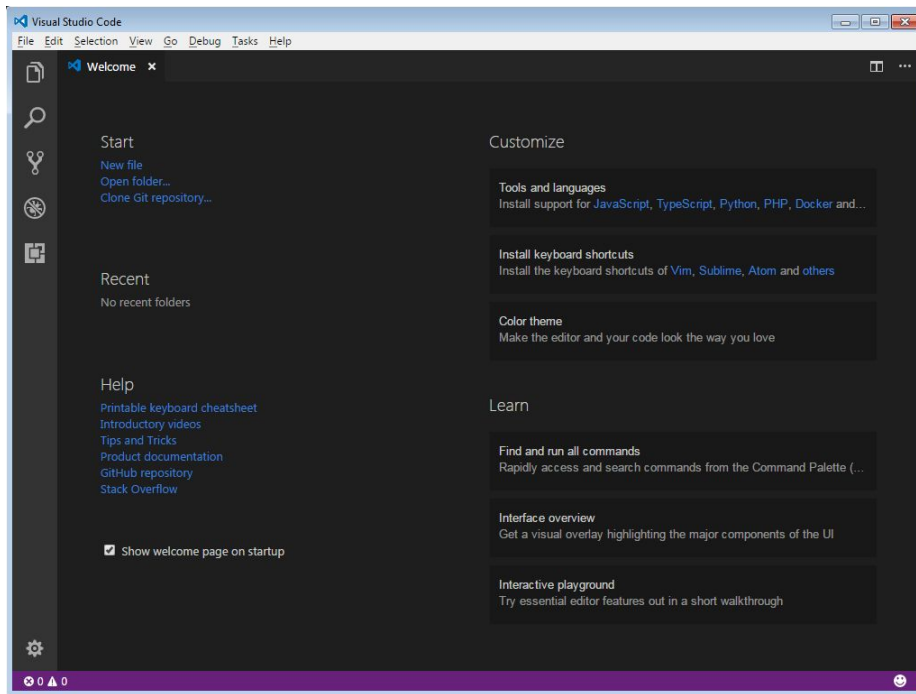 Visual Studio Code
File Edit Selection View Go Debug Tasks Help
Welcome
Start
New file
Open folder...
Clone Git repository...
Recent
No recent folders
Help
Printable keyboard cheatsheet
Introductory videos
Tips and Tricks
Product documentation
GitHub repository
Stack Overflow
Show welcome page on startup
Customize
Tools and languages
Install support for JavaScript, TypeScript, Python, PHP, Docker and...
Install keyboard shortcuts
Install the keyboard shortcuts of Vim, Sublime, Atom and others
Color theme
Make the editor and your code look the way you love
Learn
Find and run all commands
Rapidly access and search commands from the Command Palette (...
Interface overview
Get a visual overlay highlighting the major components of the UI
Interactive playground
Try essential editor features out in a short walkthrough
0 0